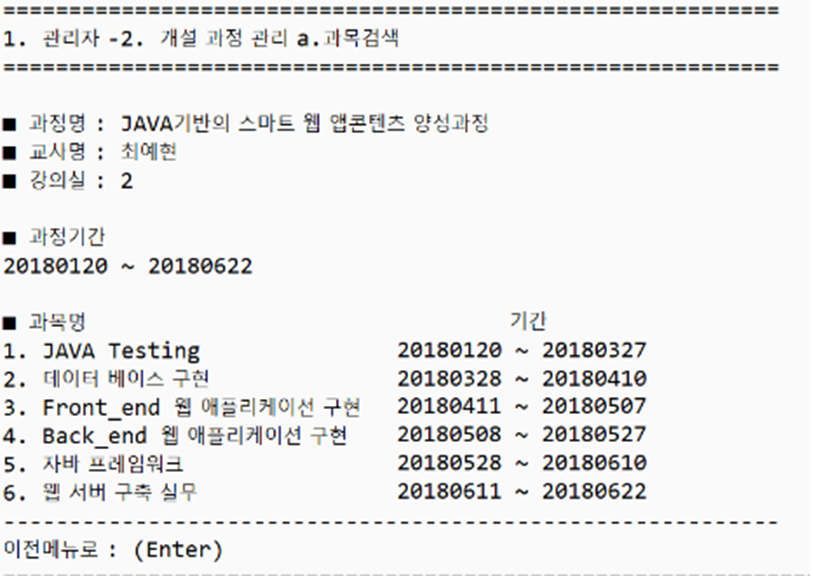 ============================================================
1. 관리자 -2. 개설 과정 관리 a.과목검색
============================================================
■ 과정명 : JAVA기반의 스마트 웹 앱콘텐츠 양성과정
■ 교사명 : 최예현
■ 강의실 : 2
■ 과정기간
20180120 ~ 20180622
■ 과목명 기간
1. JAVA Testing 20180120 ~ 20180327
2. 데이터 베이스 구현 20180328 ~ 20180410
3. Front_end 웹 애플리케이션 구현 20180411 ~ 20180507
4. Back_end 웹 애플리케이션 구현 20180508 ~ 20180527
5. 자바 프레임워크 20180528 ~ 20180610
6. 웹 서버 구축 실무 20180611 ~ 20180622
------------------------------------------------------------
이전메뉴로 : (Enter)
------------------------------------------------------------